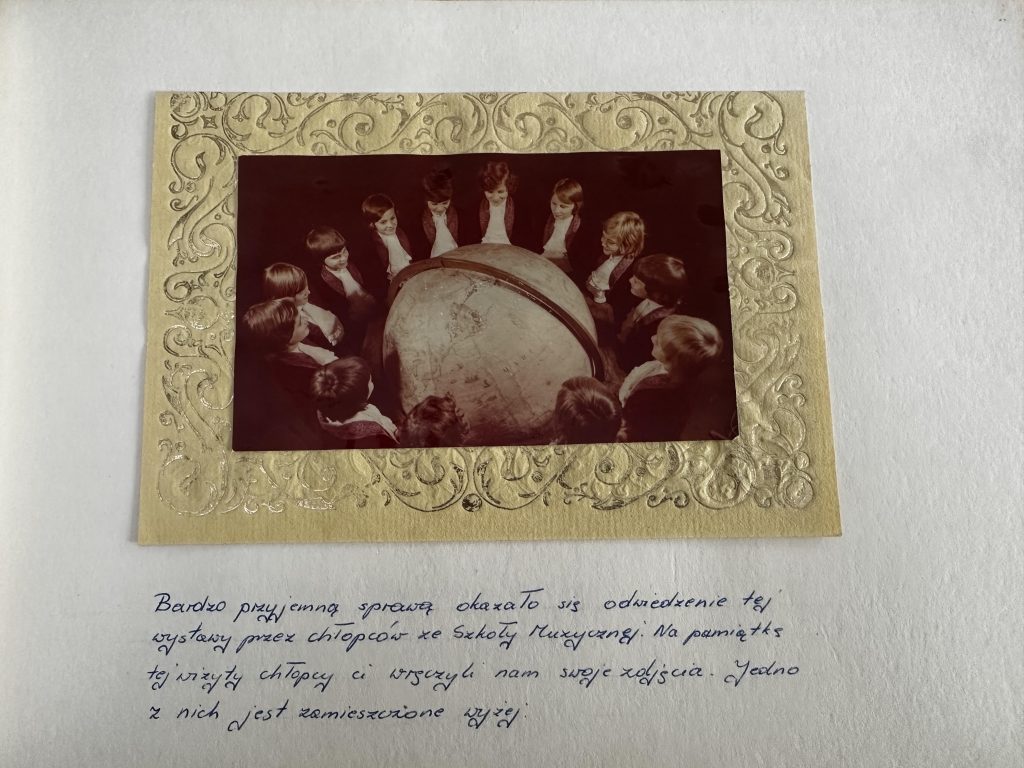 Bardzo przyjemną sprawą okazało się odwiedzenie tej
wystawy przez chłopców ze Szkoły Muzycznej. Na pamiątkę
tej wizyty chłopcy ci wręczyli nam swoje zdjęcia. Jedno
z nich jest zamieszczone wyżej.